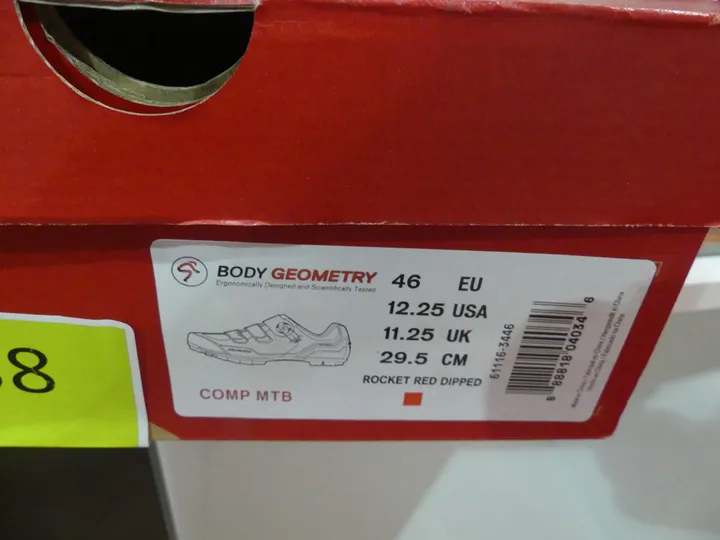 BODY GEOMETRY
Ergonomically Designed and Scientifically Tested
46 EU
12.25 USA
11.25 UK
29.5 CM
ROCKET RED DIPPED
COMP MTB
61116-3446
8 88818 04034 6
8